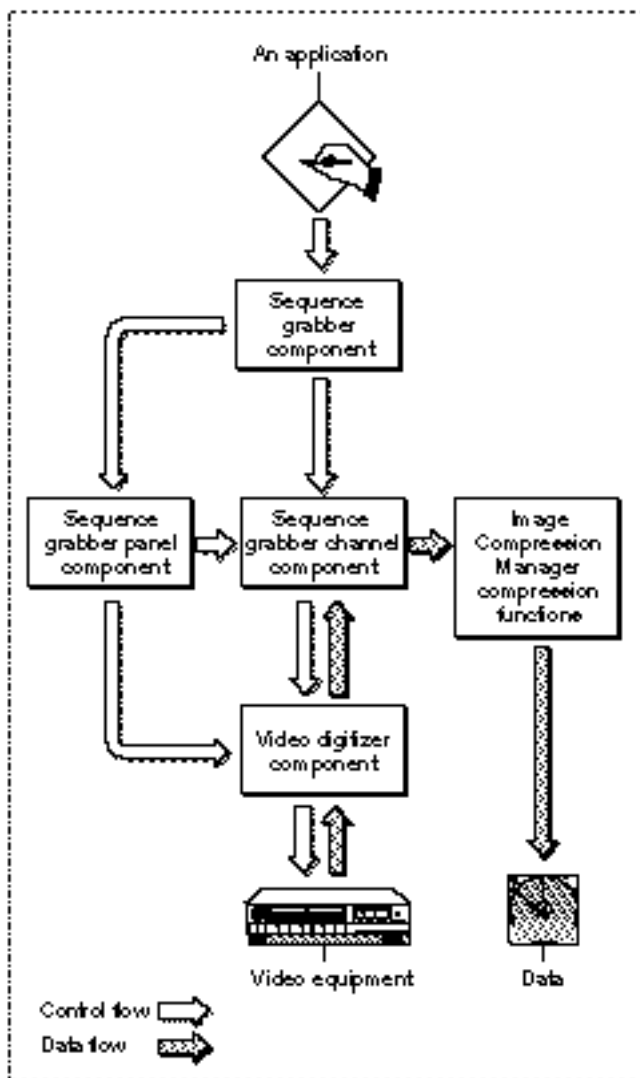 An application
Sequence
grabber
component
Sequence
grabber panel
component
Sequence
grabber channel
component
Image
Compression
Manager
compression
functions
Video digitizer
component
Video equipment
Data
Control flow
Data flow